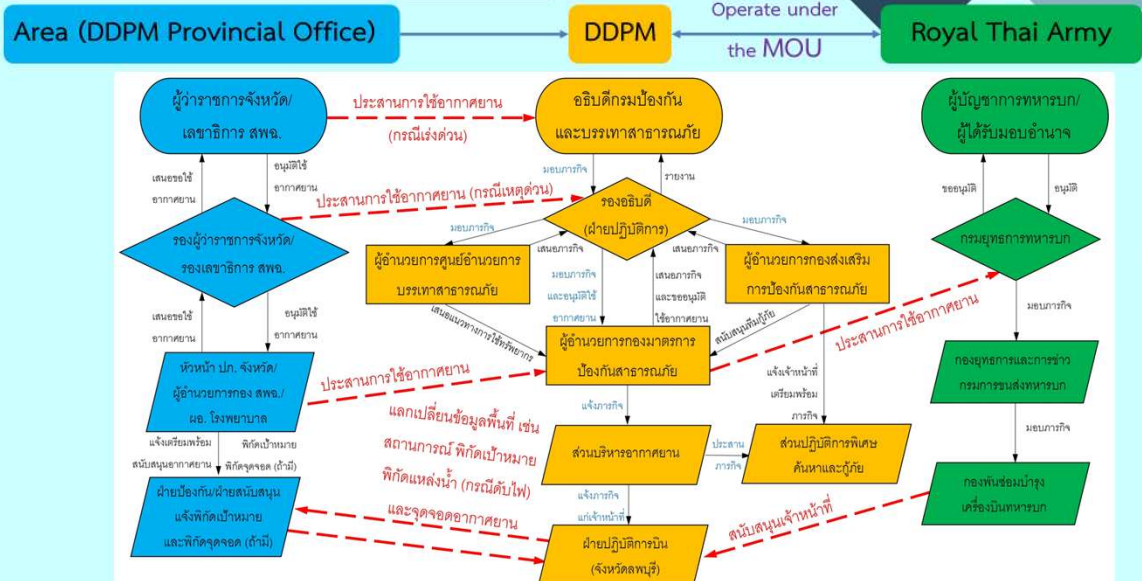 Area (DDPM Provincial Office)
DDPM
Operate under
the MOU
Royal Thai Army
ผู้ว่าราชการจังหวัด/
เลขาธิการ สพฉ.
ประสานการใช้อากาศยาน
(กรณีเร่งด่วน)
อธิบดีกรมป้องกัน
และบรรเทาสาธารณภัย
ผู้บัญชาการทหารบก/
ผู้ได้รับมอบอำนาจ
เสนอขอใช้
อากาศยาน
อนุมัติใช้
อากาศยาน
มอบภารกิจ
รายงาน
ขออนุมัติ
อนุมัติ
ประสานการใช้อากาศยาน (กรณีเหตุด่วน)
รองอธิบดี
(ฝ่ายปฏิบัติการ)
รองผู้ว่าราชการจังหวัด/
รองเลขาธิการ สพฉ.
มอบภารกิจ
มอบภารกิจ
กรมยุทธการทหารบก
ผู้อำนวยการศูนย์อำนวยการ
บรรเทาสาธารณภัย
เสนอภารกิจ
เสนอภารกิจ
ผู้อำนวยการกองส่งเสริม
การป้องกันสาธารณภัย
มอบภารกิจ
และอนุมัติใช้
อากาศยาน
เสนอภารกิจ
และขออนุมัติ
ใช้อากาศยาน
เสนอขอใช้
อากาศยาน
อนุมัติใช้
อากาศยาน
เสนอแนวทางการใช้ทรัพยากร
สนับสนุนทีมกู้ภัย
ประสานการใช้อากาศยาน
มอบภารกิจ
หัวหน้า ปภ. จังหวัด/
ผู้อำนวยการกอง สพฉ./
ผอ. โรงพยาบาล
ประสานการใช้อากาศยาน
ผู้อำนวยการกองมาตรการ
ป้องกันสาธารณภัย
แจ้งเจ้าหน้าที่
เตรียมพร้อม
ภารกิจ
กองยุทธการและการข่าว
กรมการขนส่งทหารบก
แจ้งเตรียมพร้อม
สนับสนุนอากาศยาน
พิกัดเป้าหมาย
พิกัดจุดจอด (ถ้ามี)
แลกเปลี่ยนข้อมูลพื้นที่ เช่น
สถานการณ์ พิกัดเป้าหมาย
พิกัดแหล่งน้ำ (กรณีดับไฟ)
และจุดจอดอากาศยาน
แจ้งภารกิจ
ส่วนบริหารอากาศยาน
ประสาน
ภารกิจ
ส่วนปฏิบัติการพิเศษ
ค้นหาและกู้ภัย
มอบภารกิจ
ฝ่ายป้องกัน/ฝ่ายสนับสนุน
แจ้งพิกัดเป้าหมาย
และพิกัดจุดจอด (ถ้ามี)
แจ้งภารกิจ
แก่เจ้าหน้าที่
ฝ่ายปฏิบัติการบิน
(จังหวัดลพบุรี)
สนับสนุนเจ้าหน้าที่
กองพันซ่อมบำรุง
เครื่องบินทหารบก